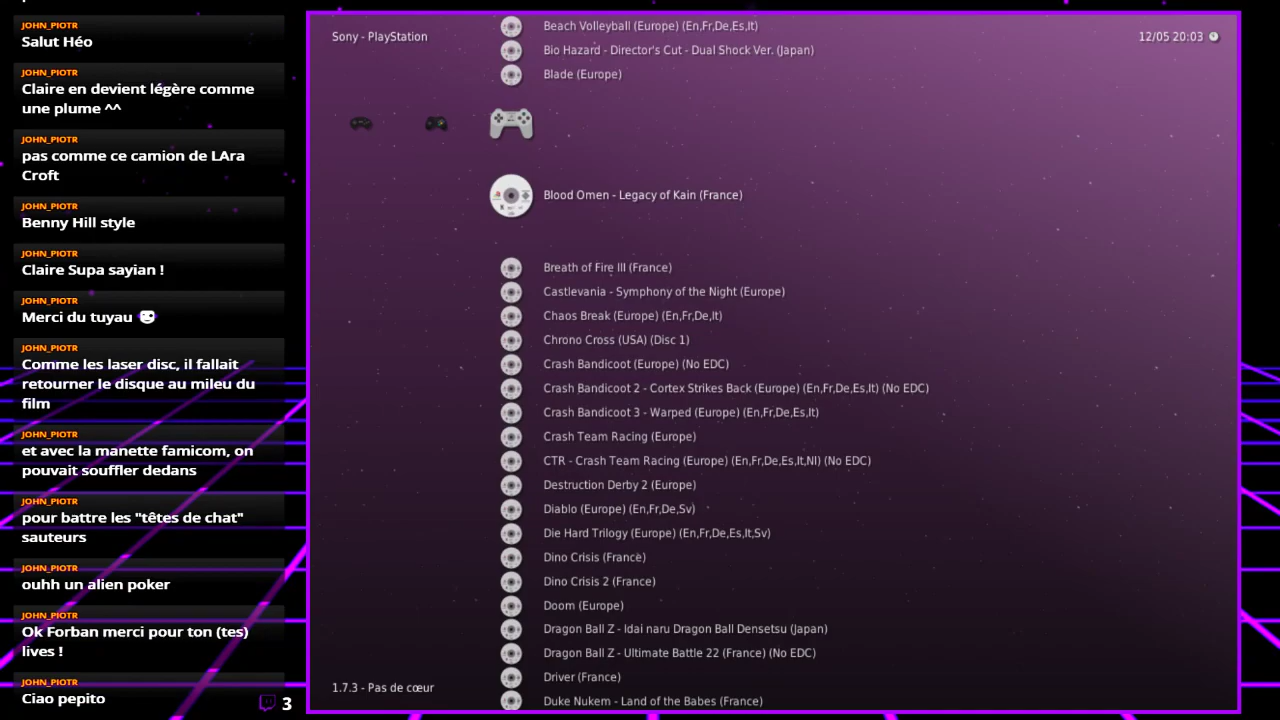 JOHN_PIOTR
Salut Héo
JOHN_PIOTR
Claire en devient légère comme
une plume ^^
JOHN_PIOTR
pas comme ce camion de LAra
Croft
JOHN_PIOTR
Benny Hill style
JOHN_PIOTR
Claire Supa sayian !
JOHN_PIOTR
Merci du tuyau
JOHN_PIOTR
Comme les laser disc, il fallait
retourner le disque au mileu du
film
JOHN_PIOTR
et avec la manette famicom, on
pouvait souffler dedans
JOHN_PIOTR
pour battre les "têtes de chat"
sauteurs
JOHN_PIOTR
ouhh un alien poker
JOHN_PIOTR
Ok Forban merci pour ton (tes)
lives !
JOHN_PIOTR
Ciao pepito
3
Sony - PlayStation
12/05 20:03
Beach Volleyball (Europe) (En,Fr,De,Es,It)
Bio Hazard - Director's Cut - Dual Shock Ver. (Japan)
Blade (Europe)
Blood Omen - Legacy of Kain (France)
Breath of Fire III (France)
Castlevania - Symphony of the Night (Europe)
Chaos Break (Europe) (En,Fr,De,It)
Chrono Cross (USA) (Disc 1)
Crash Bandicoot (Europe) (No EDC)
Crash Bandicoot 2 - Cortex Strikes Back (Europe) (En,Fr,De,Es,It) (No EDC)
Crash Bandicoot 3 - Warped (Europe) (En,Fr,De,Es,It)
Crash Team Racing (Europe)
CTR - Crash Team Racing (Europe) (En,Fr,De,Es,It,Nl) (No EDC)
Destruction Derby 2 (Europe)
Diablo (Europe) (En,Fr,De,Sv)
Die Hard Trilogy (Europe) (En,Fr,De,Es,It,Sv)
Dino Crisis (France)
Dino Crisis 2 (France)
Doom (Europe)
Dragon Ball Z - Idai naru Dragon Ball Densetsu (Japan)
Dragon Ball Z - Ultimate Battle 22 (France) (No EDC)
Driver (France)
Duke Nukem - Land of the Babes (France)
1.7.3 - Pas de cœur